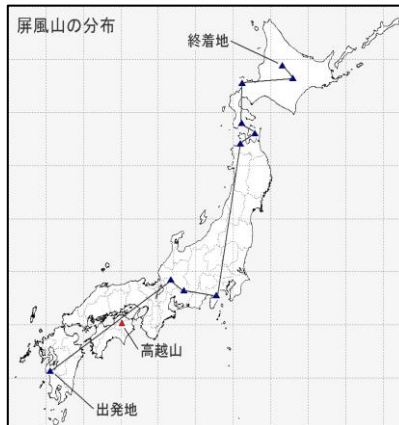 屏風山の分布
終着地
高越山
出発地